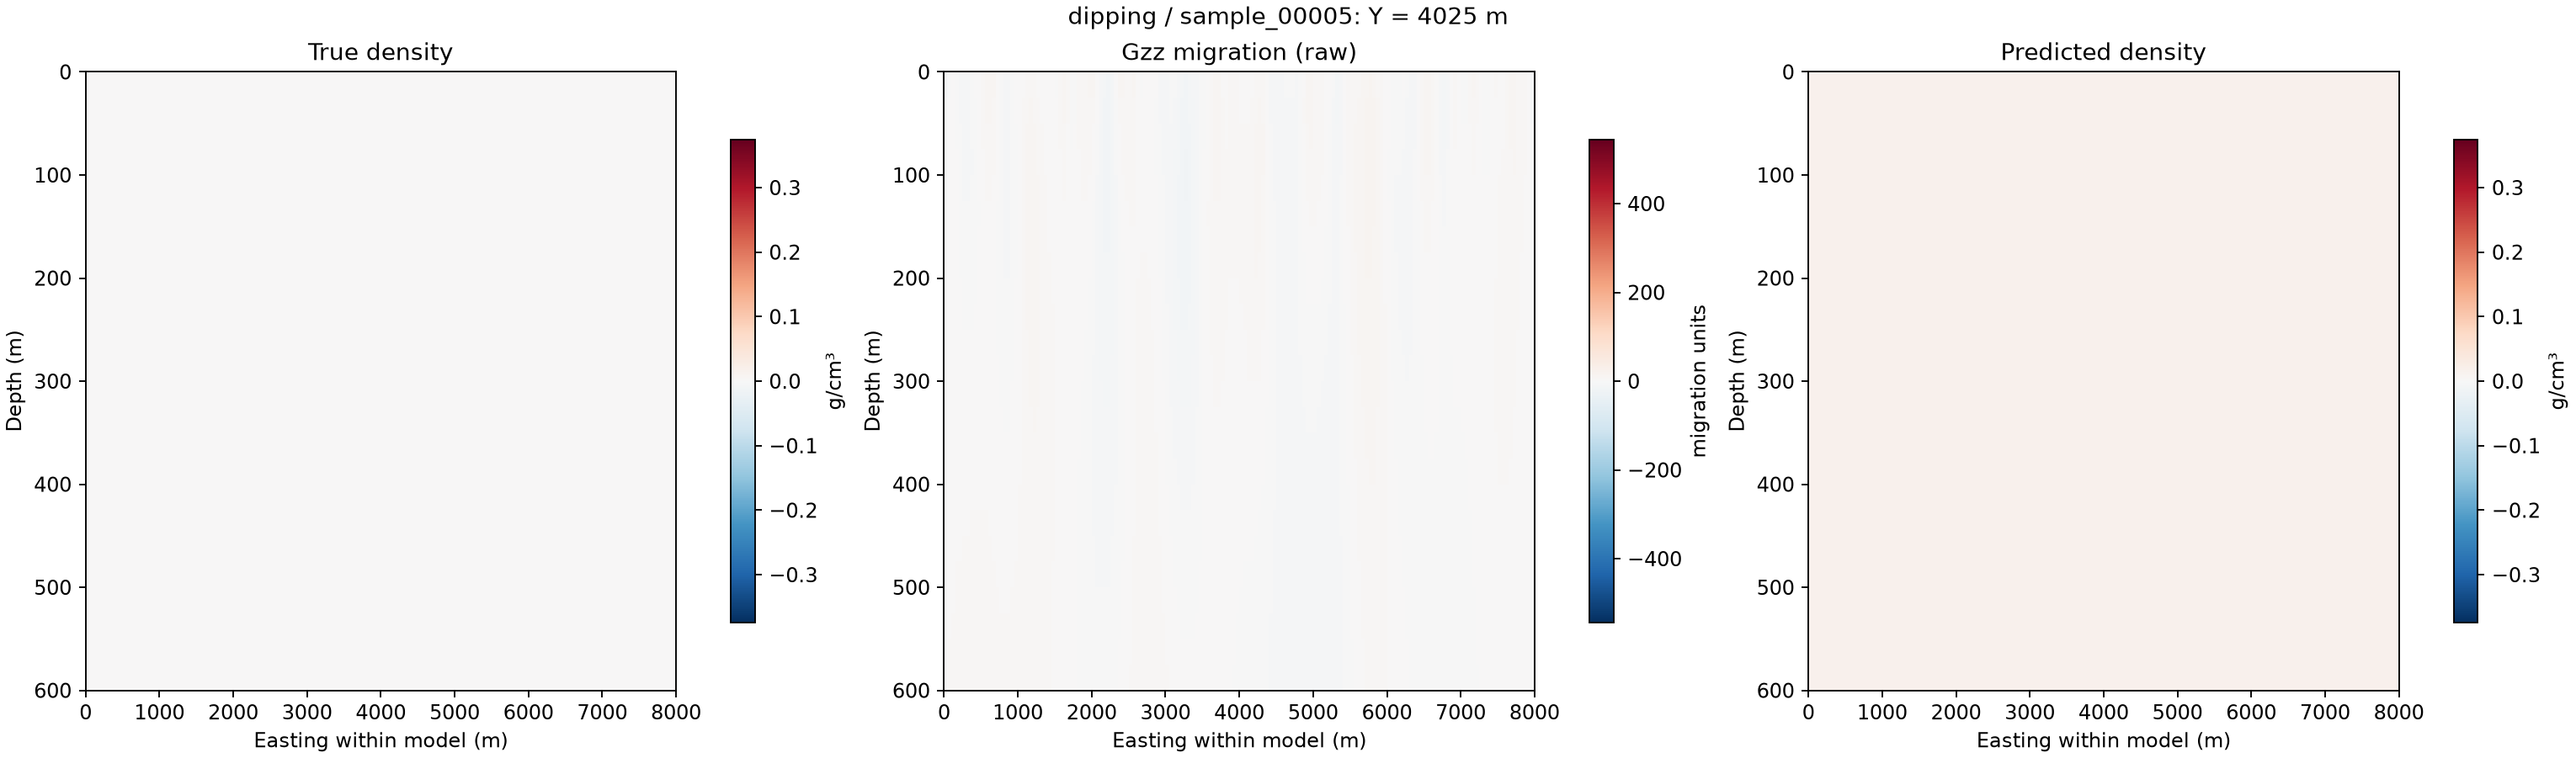 dipping / sample_00005: Y = 4025 m
True density
0
100
200
300
400
500
600
Depth (m)
0 1000 2000 3000 4000 5000 6000 7000 8000
Easting within model (m)
0.3
0.2
0.1
0.0
−0.1
−0.2
−0.3
g/cm³
Gzz migration (raw)
0
100
200
300
400
500
600
Depth (m)
0 1000 2000 3000 4000 5000 6000 7000 8000
Easting within model (m)
400
200
0
−200
−400
migration units
Predicted density
0
100
200
300
400
500
600
Depth (m)
0 1000 2000 3000 4000 5000 6000 7000 8000
Easting within model (m)
0.3
0.2
0.1
0.0
−0.1
−0.2
−0.3
g/cm³